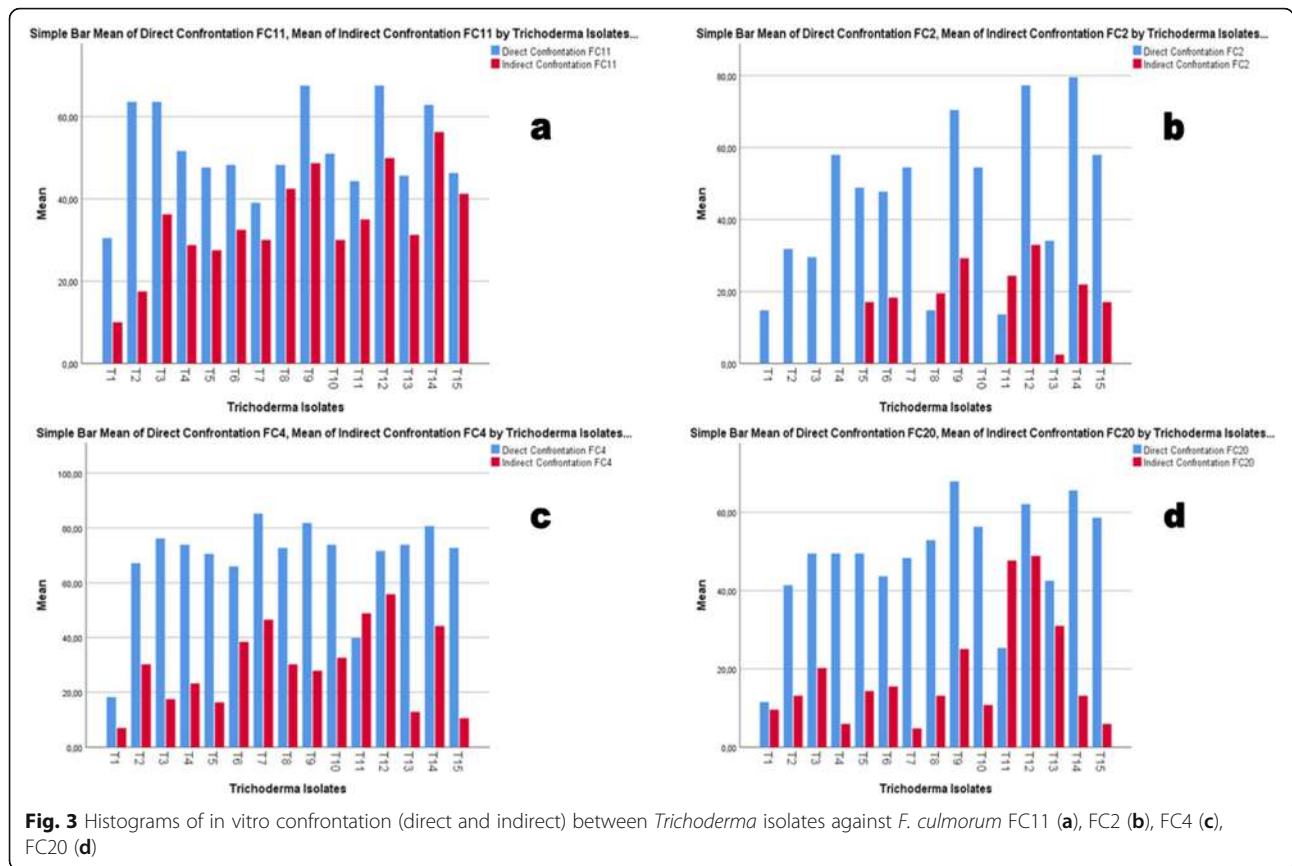 Simple Bar Mean of Direct Confrontation FC11, Mean of Indirect Confrontation FC11 by Trichoderma Isolates...
Direct Confrontation FC11
Indirect Confrontation FC11
a
60,00
40,00
20,00
0,00
Mean
T1 T2 T3 T4 T5 T6 T7 T8 T9 T10 T11 T12 T13 T14 T15
Trichoderma Isolates
Simple Bar Mean of Direct Confrontation FC2, Mean of Indirect Confrontation FC2 by Trichoderma Isolates...
Direct Confrontation FC2
Indirect Confrontation FC2
b
80,00
60,00
40,00
20,00
0,00
Mean
T1 T2 T3 T4 T5 T6 T7 T8 T9 T10 T11 T12 T13 T14 T15
Trichoderma Isolates
Simple Bar Mean of Direct Confrontation FC4, Mean of Indirect Confrontation FC4 by Trichoderma Isolates...
Direct Confrontation FC4
Indirect Confrontation FC4
c
100,00
80,00
60,00
40,00
20,00
0,00
Mean
T1 T2 T3 T4 T5 T6 T7 T8 T9 T10 T11 T12 T13 T14 T15
Trichoderma Isolates
Simple Bar Mean of Direct Confrontation FC20, Mean of Indirect Confrontation FC20 by Trichoderma Isolates...
Direct Confrontation FC20
Indirect Confrontation FC20
d
60,00
40,00
20,00
0,00
Mean
T1 T2 T3 T4 T5 T6 T7 T8 T9 T10 T11 T12 T13 T14 T15
Trichoderma Isolates
Fig. 3 Histograms of in vitro confrontation (direct and indirect) between Trichoderma isolates against F. culmorum FC11 (a), FC2 (b), FC4 (c),
FC20 (d)